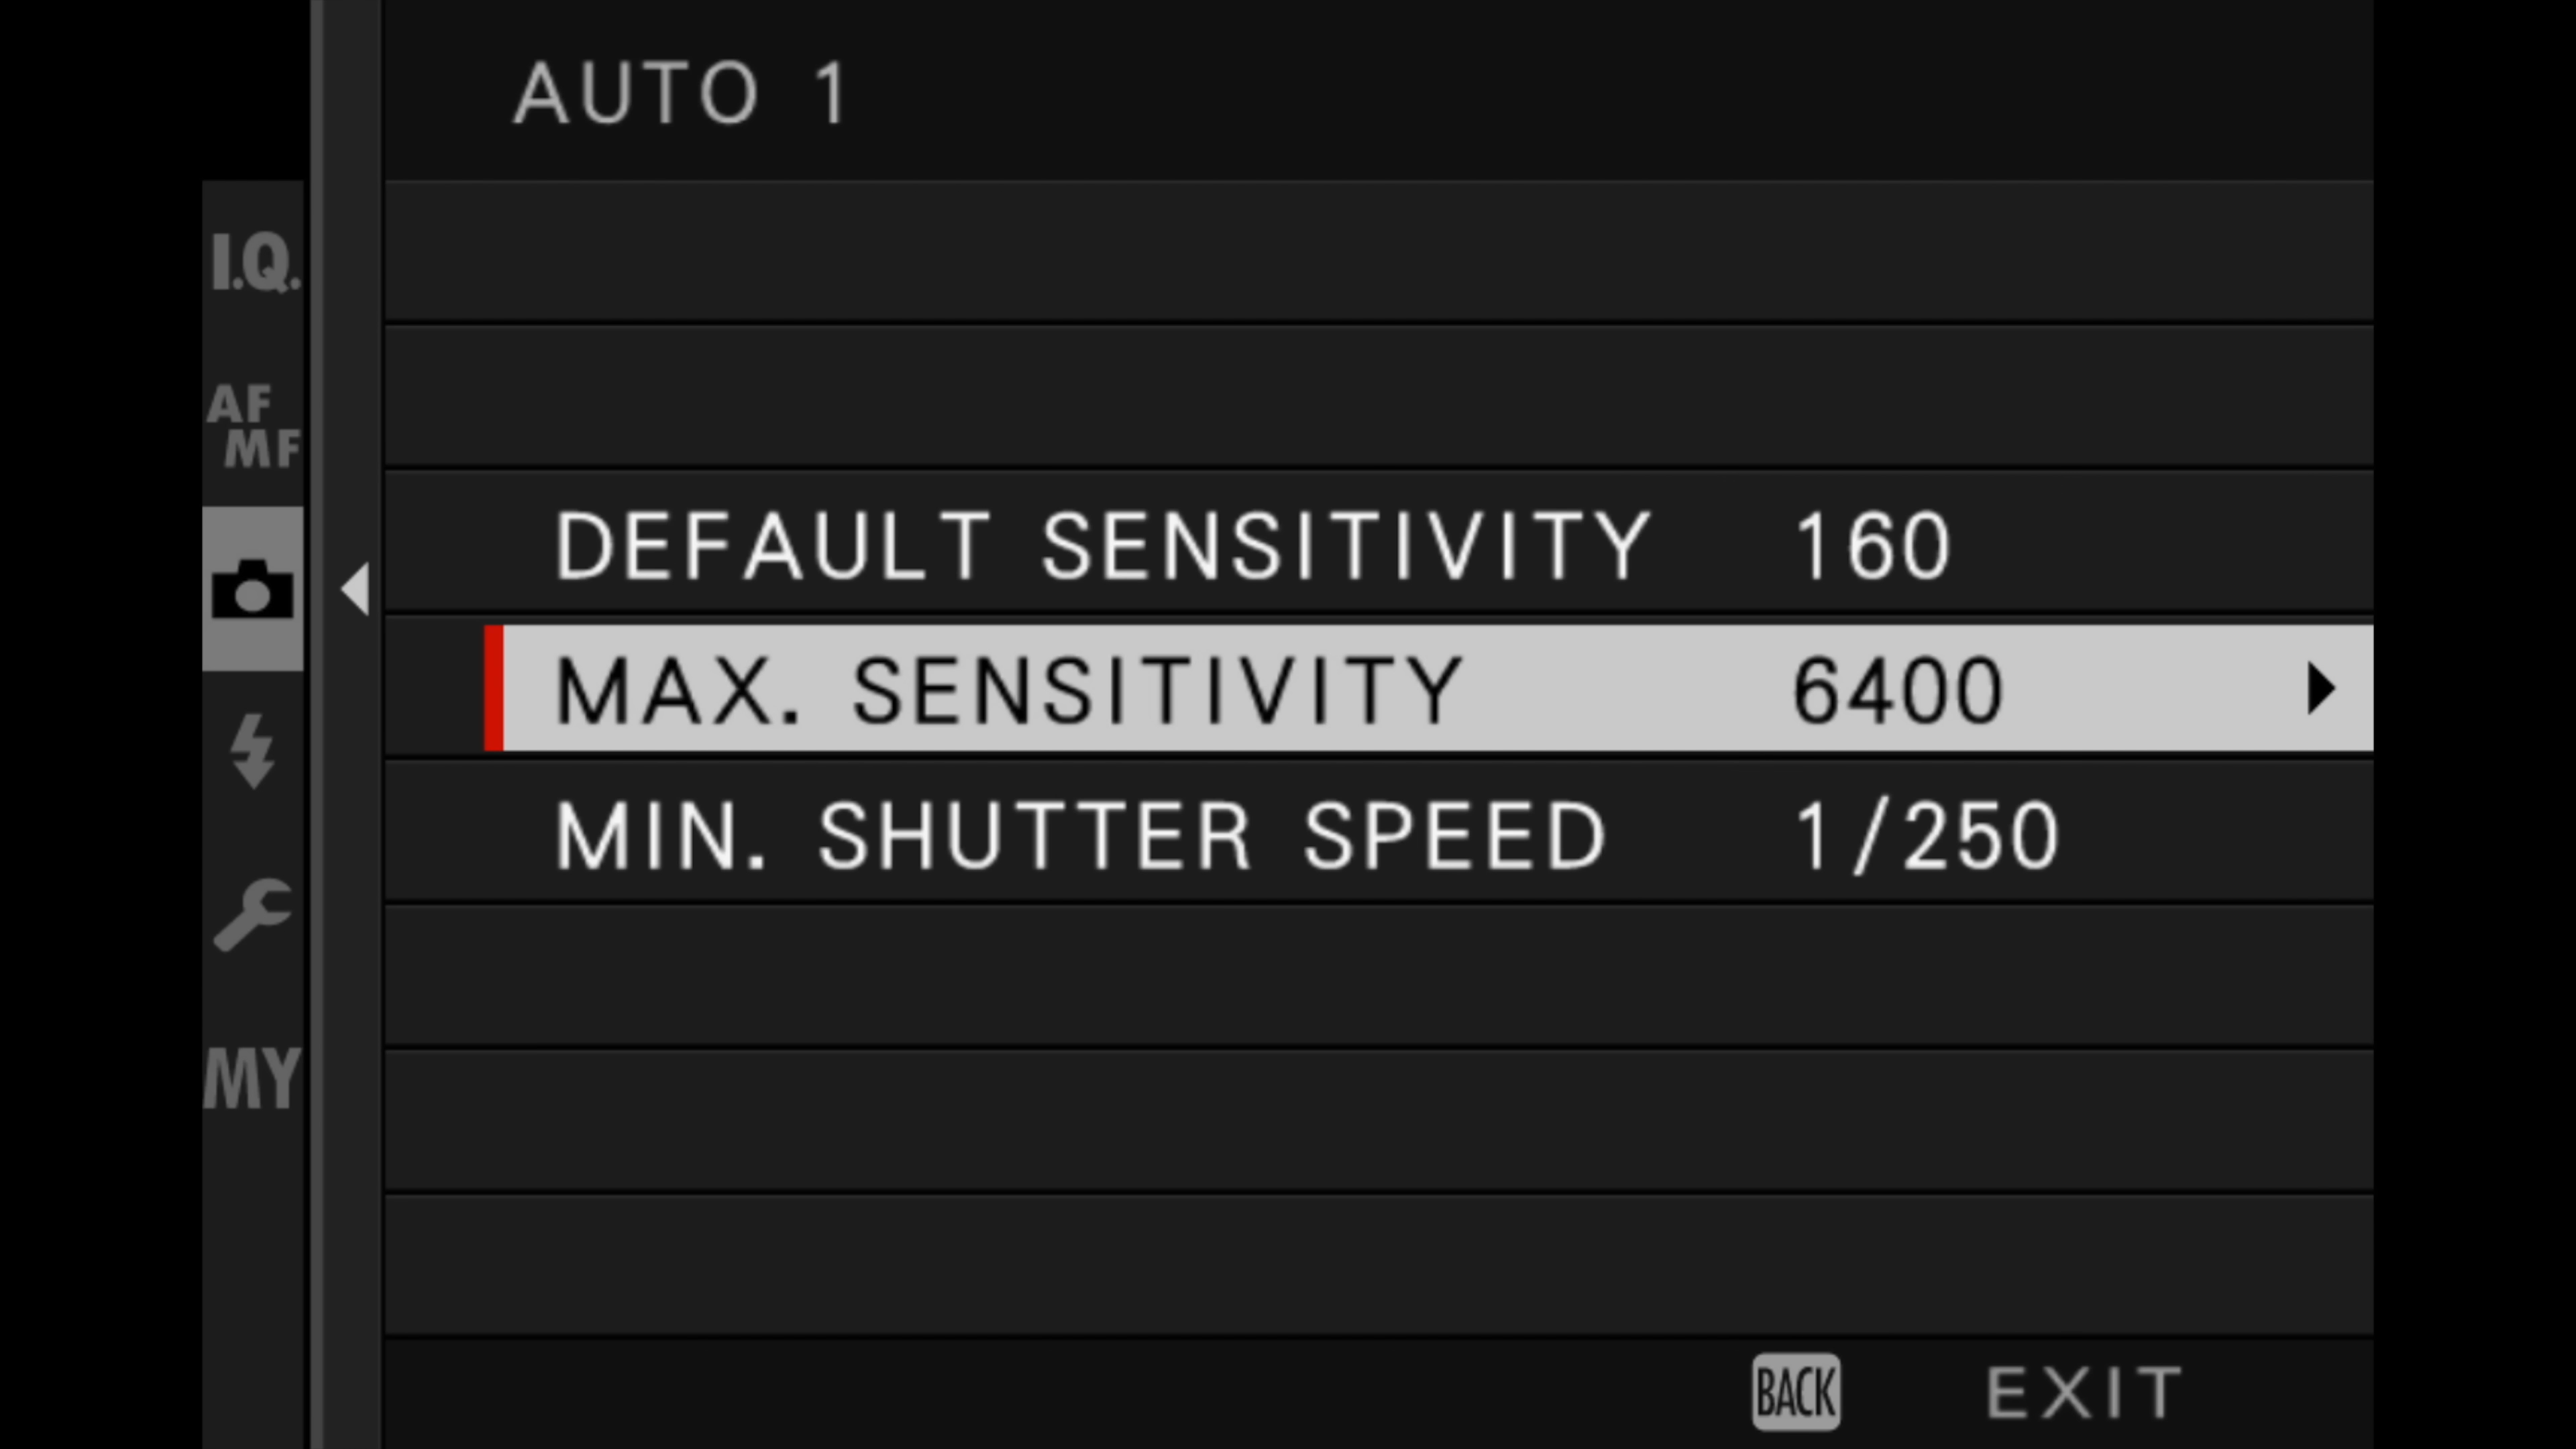 AUTO 1
I.Q.
AF
MF
DEFAULT SENSITIVITY 160
MAX. SENSITIVITY 6400
MIN. SHUTTER SPEED 1/250
MY
BACK EXIT